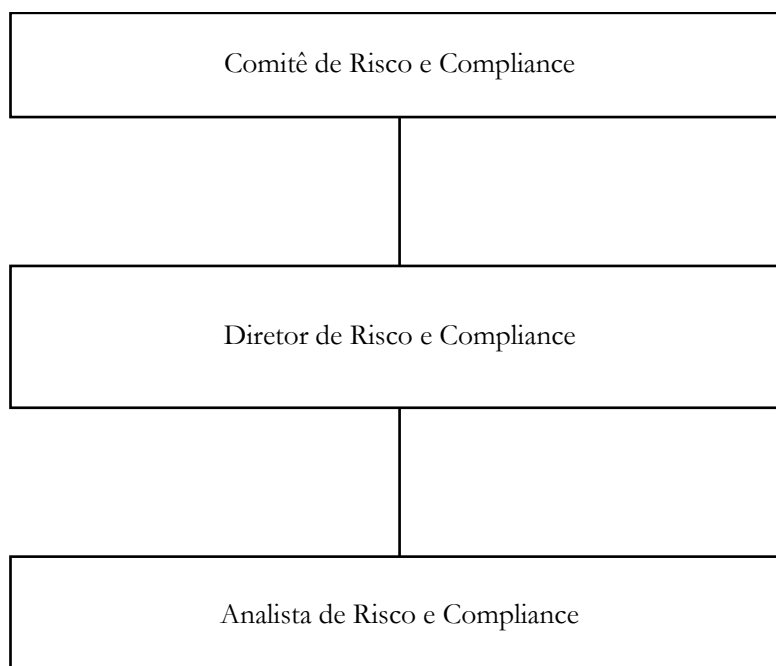 Comitê de Risco e Compliance
Diretor de Risco e Compliance
Analista de Risco e Compliance